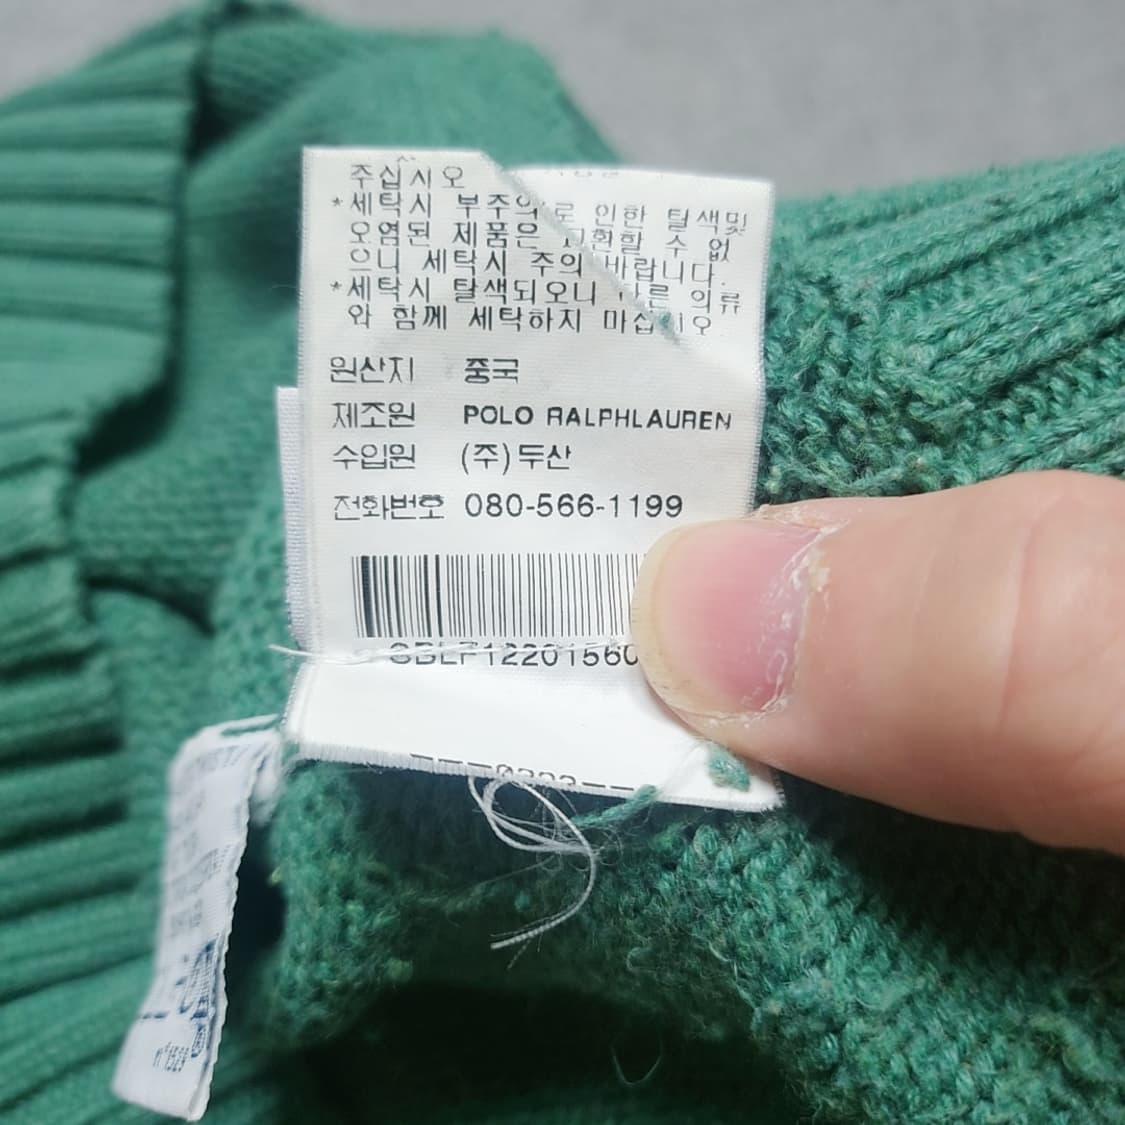 주십시오
*세탁시 부주의로 인한 탈색및
오염된 제품은 교환할 수 없
으니 세탁시 주의 바랍니다.
*세탁시 탈색되오니 다른 의류
와 함께 세탁하지 마십시오
원산지 중국
제조원 POLO RALPHLAUREN
수입원 (주)두산
전화번호 080-566-1199